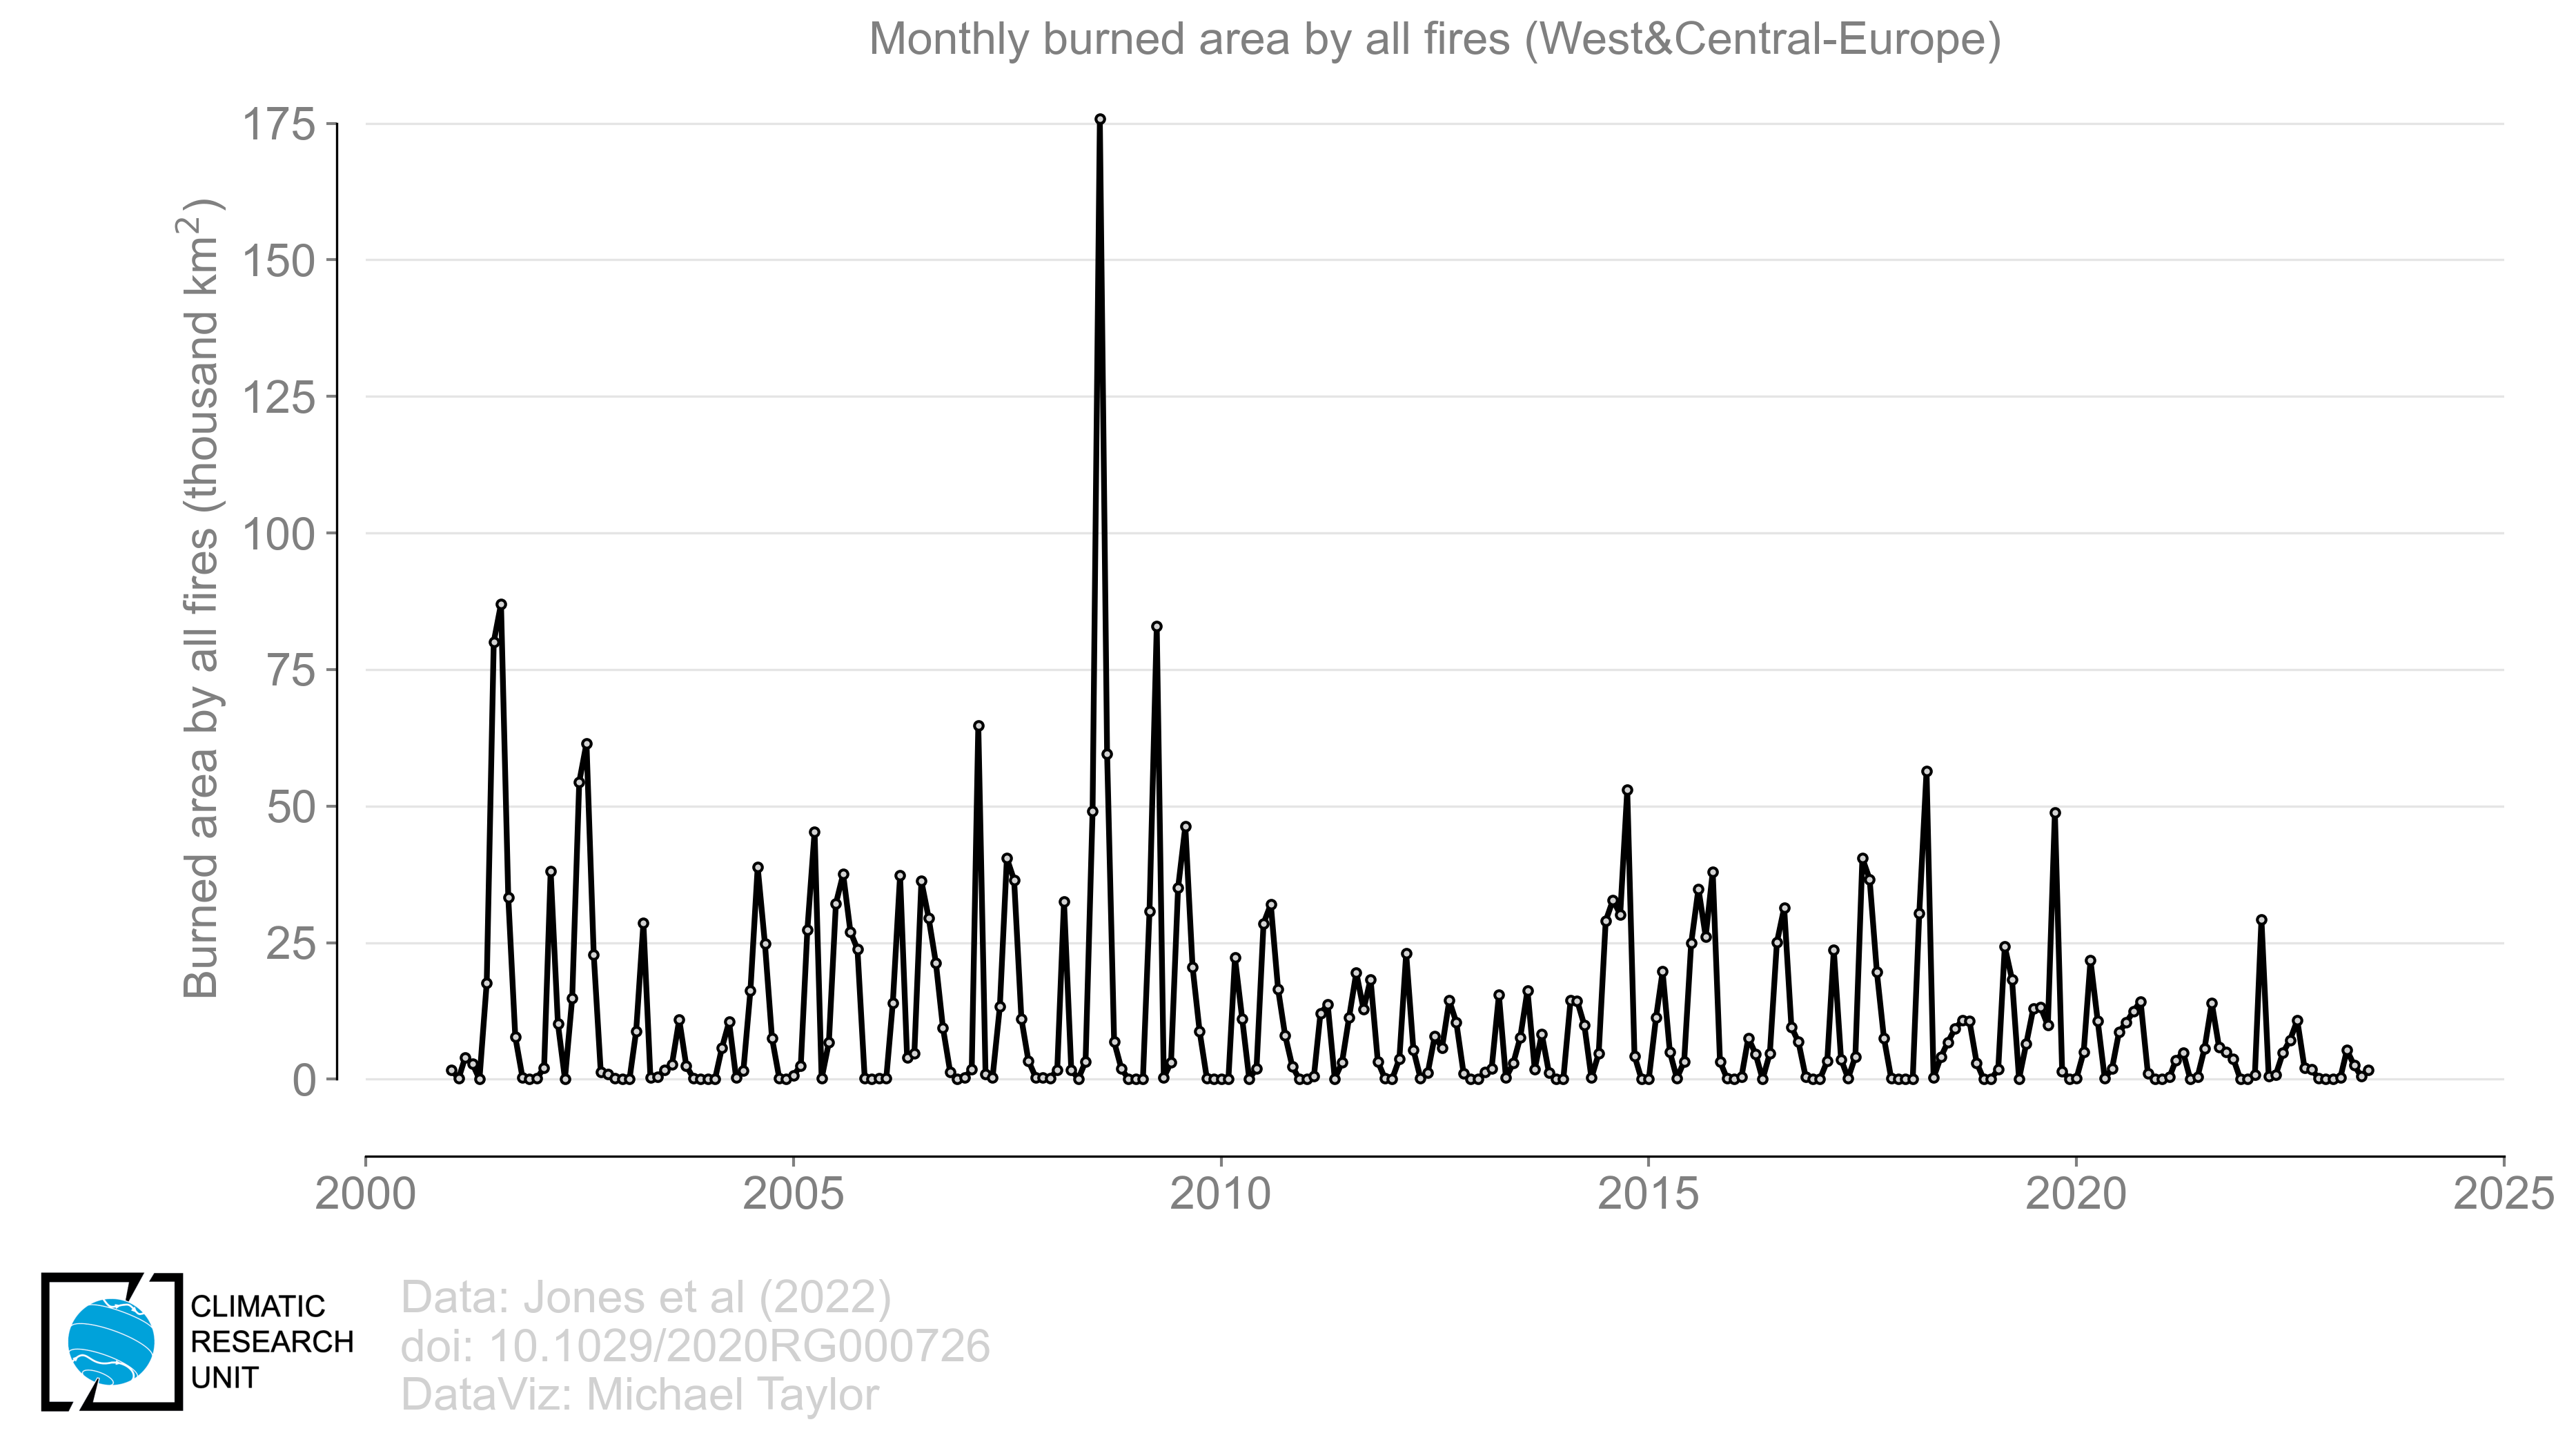 Monthly burned area by all fires (West&Central-Europe)
Burned area by all fires (thousand km²)
175
150
125
100
75
50
25
0
2000
2005
2010
2015
2020
2025
CLIMATIC
RESEARCH
UNIT
Data: Jones et al (2022)
doi: 10.1029/2020RG000726
DataViz: Michael Taylor